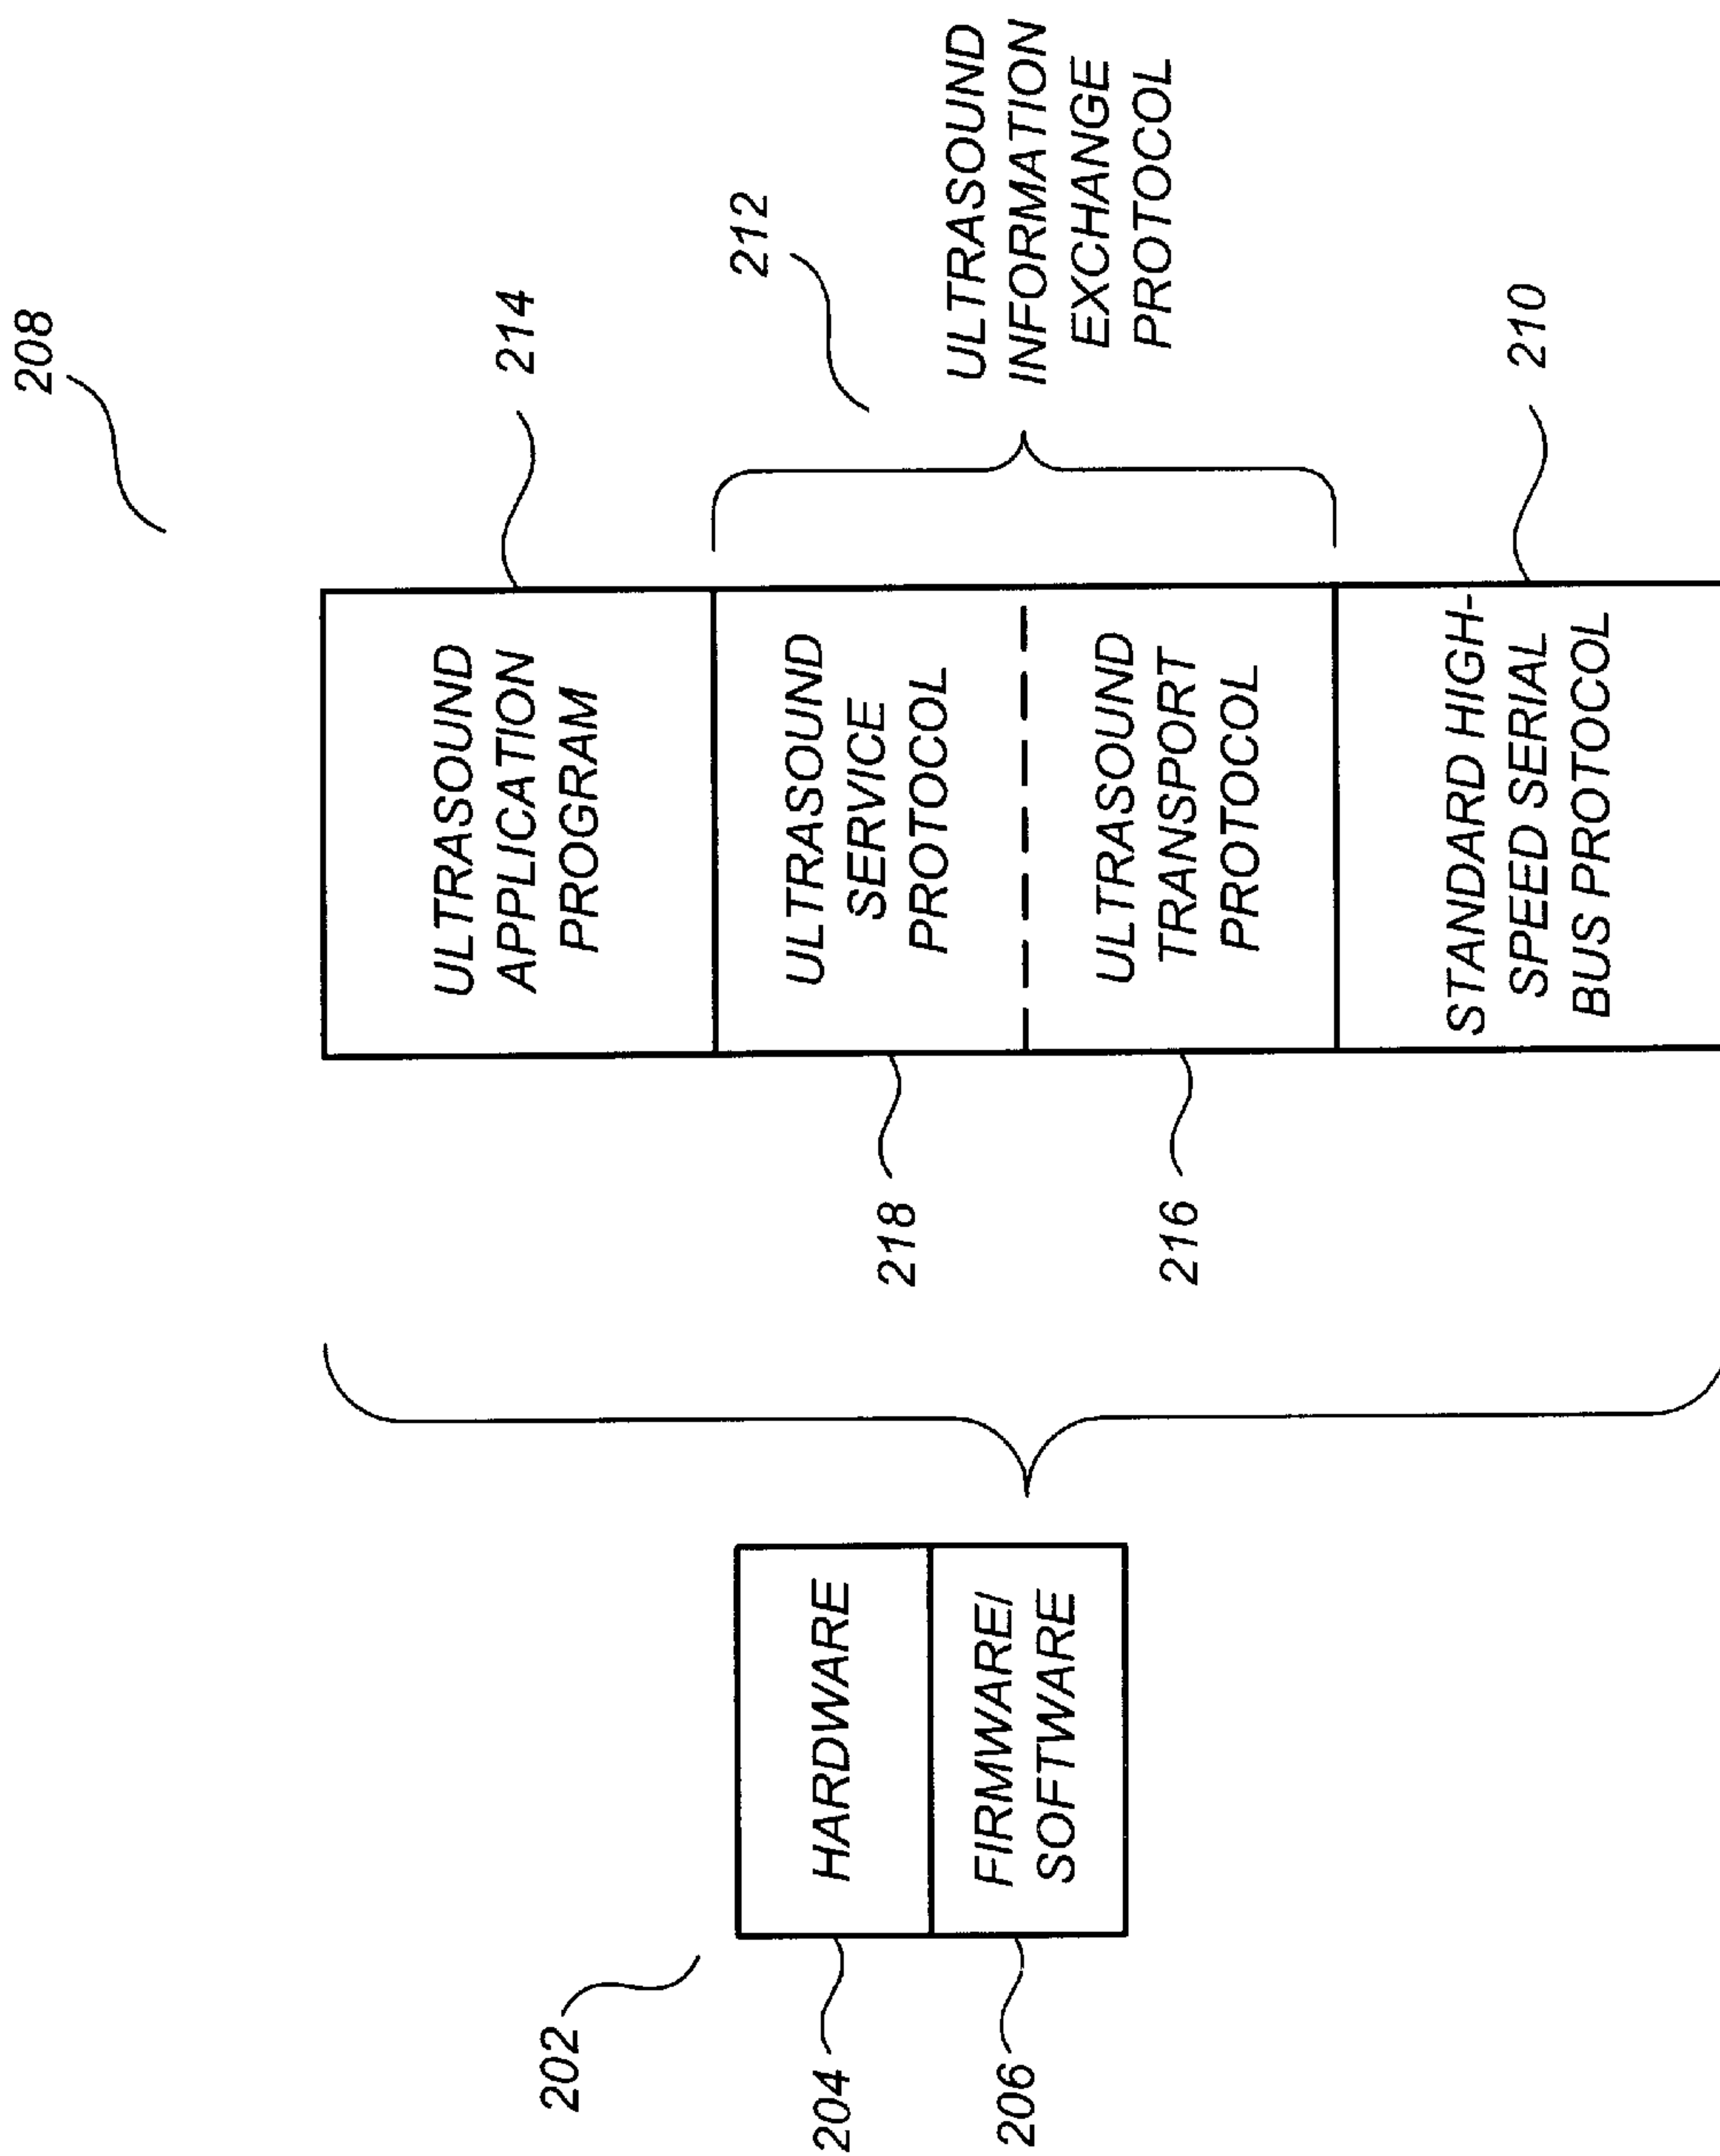 208
202
204
HARDWARE
206
FIRMWARE/
SOFTWARE
ULTRASOUND
APPLICATION
PROGRAM
214
218
ULTRASOUND
SERVICE
PROTOCOL
216
ULTRASOUND
TRANSPORT
PROTOCOL
212
ULTRASOUND
INFORMATION
EXCHANGE
PROTOCOL
STANDARD HIGH-
SPEED SERIAL
BUS PROTOCOL
210